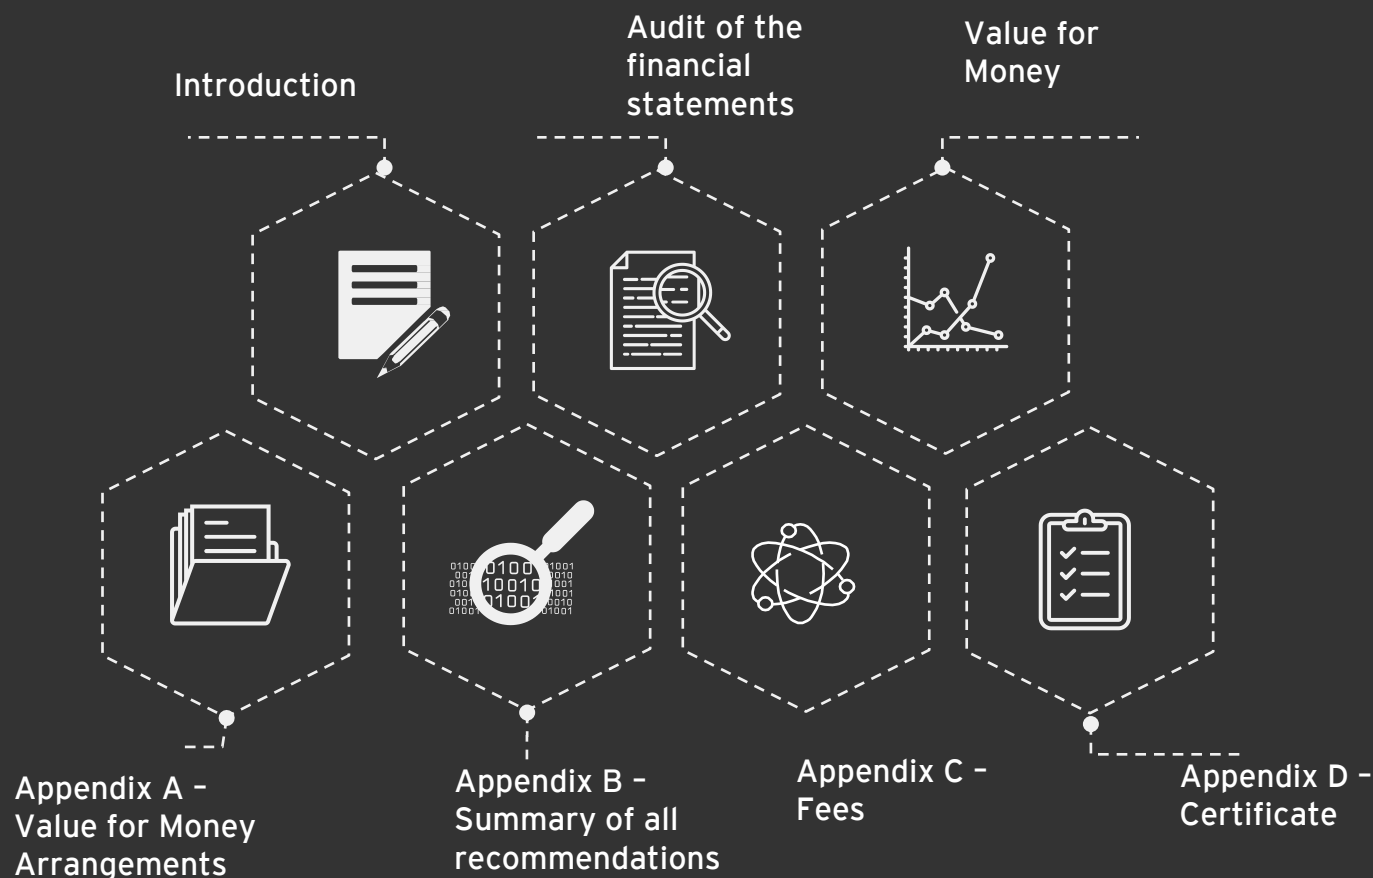 Introduction
Audit of the
financial
statements
Value for
Money
Appendix A –
Value for Money
Arrangements
Appendix B –
Summary of all
recommendations
Appendix C –
Fees
Appendix D –
Certificate